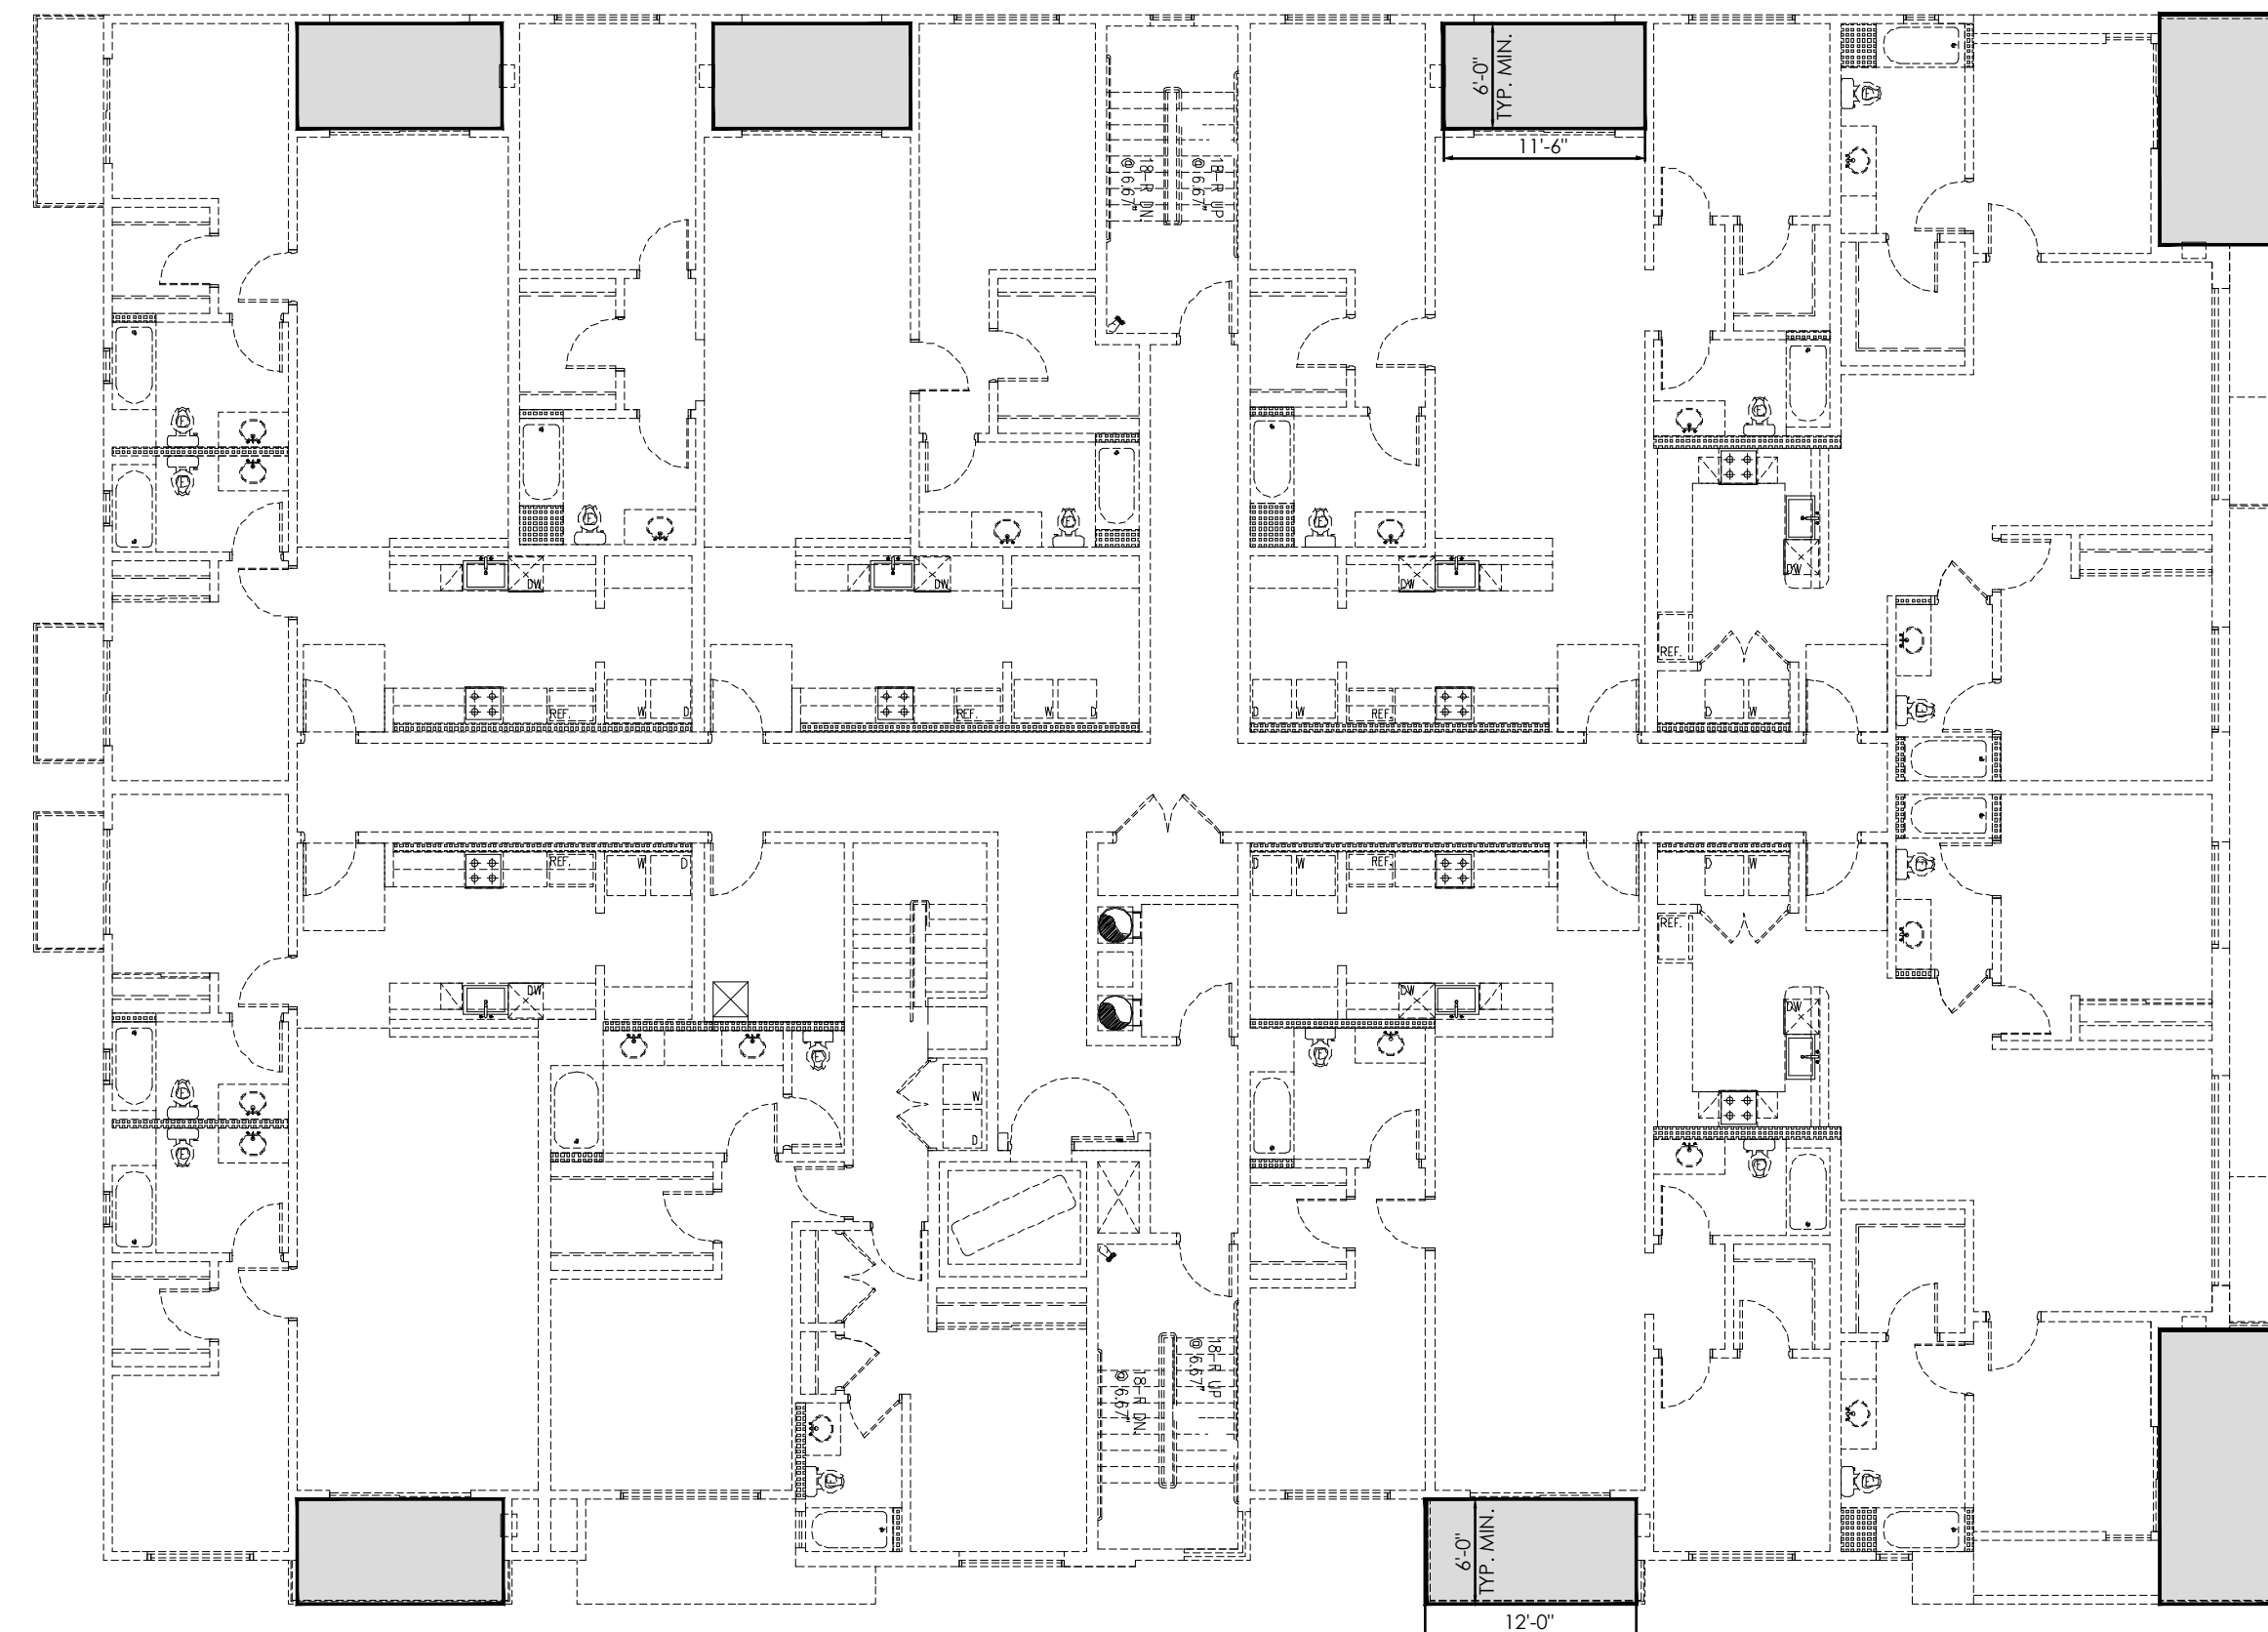 6'-0"
TYP. MIN.
11'-6"
18-R DN.
@ 6.67"
18-R UP
@ 6.67"
DW
DW
DW
DW
REF.
REF.
W
D
REF.
W
D
D
W
REF.
D
W
REF.
W
D
D
W
REF.
D
W
REF.
DW
DW
DW
W
D
18-R UP
@ 6.67"
18-R DN.
@ 6.67"
6'-0"
TYP. MIN.
12'-0"